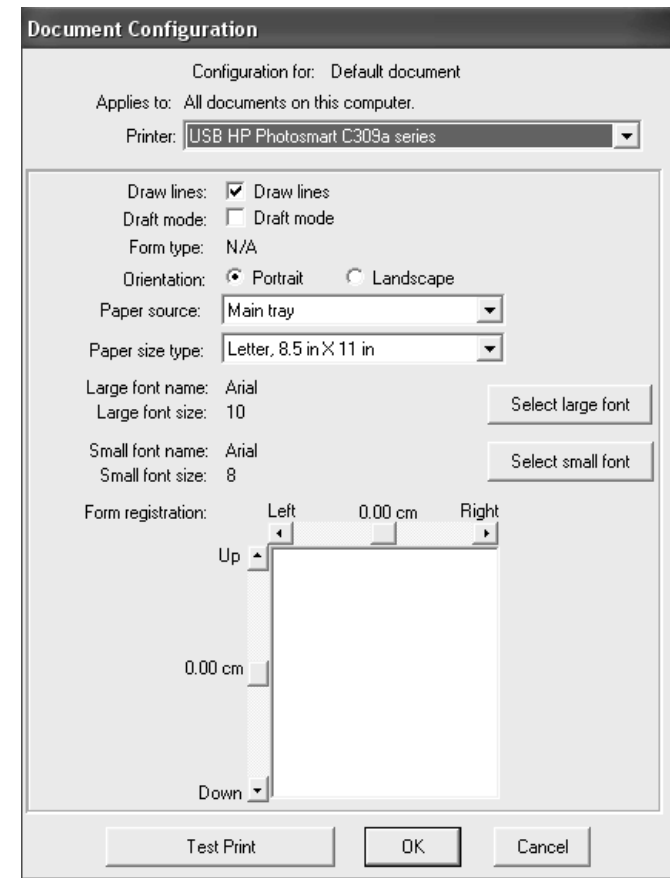 Document Configuration
Configuration for: Default document
Applies to: All documents on this computer.
Printer: USB HP Photosmart C309a series
Draw lines: Draw lines
Draft mode: Draft mode
Form type: N/A
Orientation: Portrait Landscape
Paper source: Main tray
Paper size type: Letter, 8.5 in X 11 in
Large font name: Arial
Large font size: 10
Select large font
Small font name: Arial
Small font size: 8
Select small font
Form registration: Left 0.00 cm Right
Up
0.00 cm
Down
Test Print OK Cancel